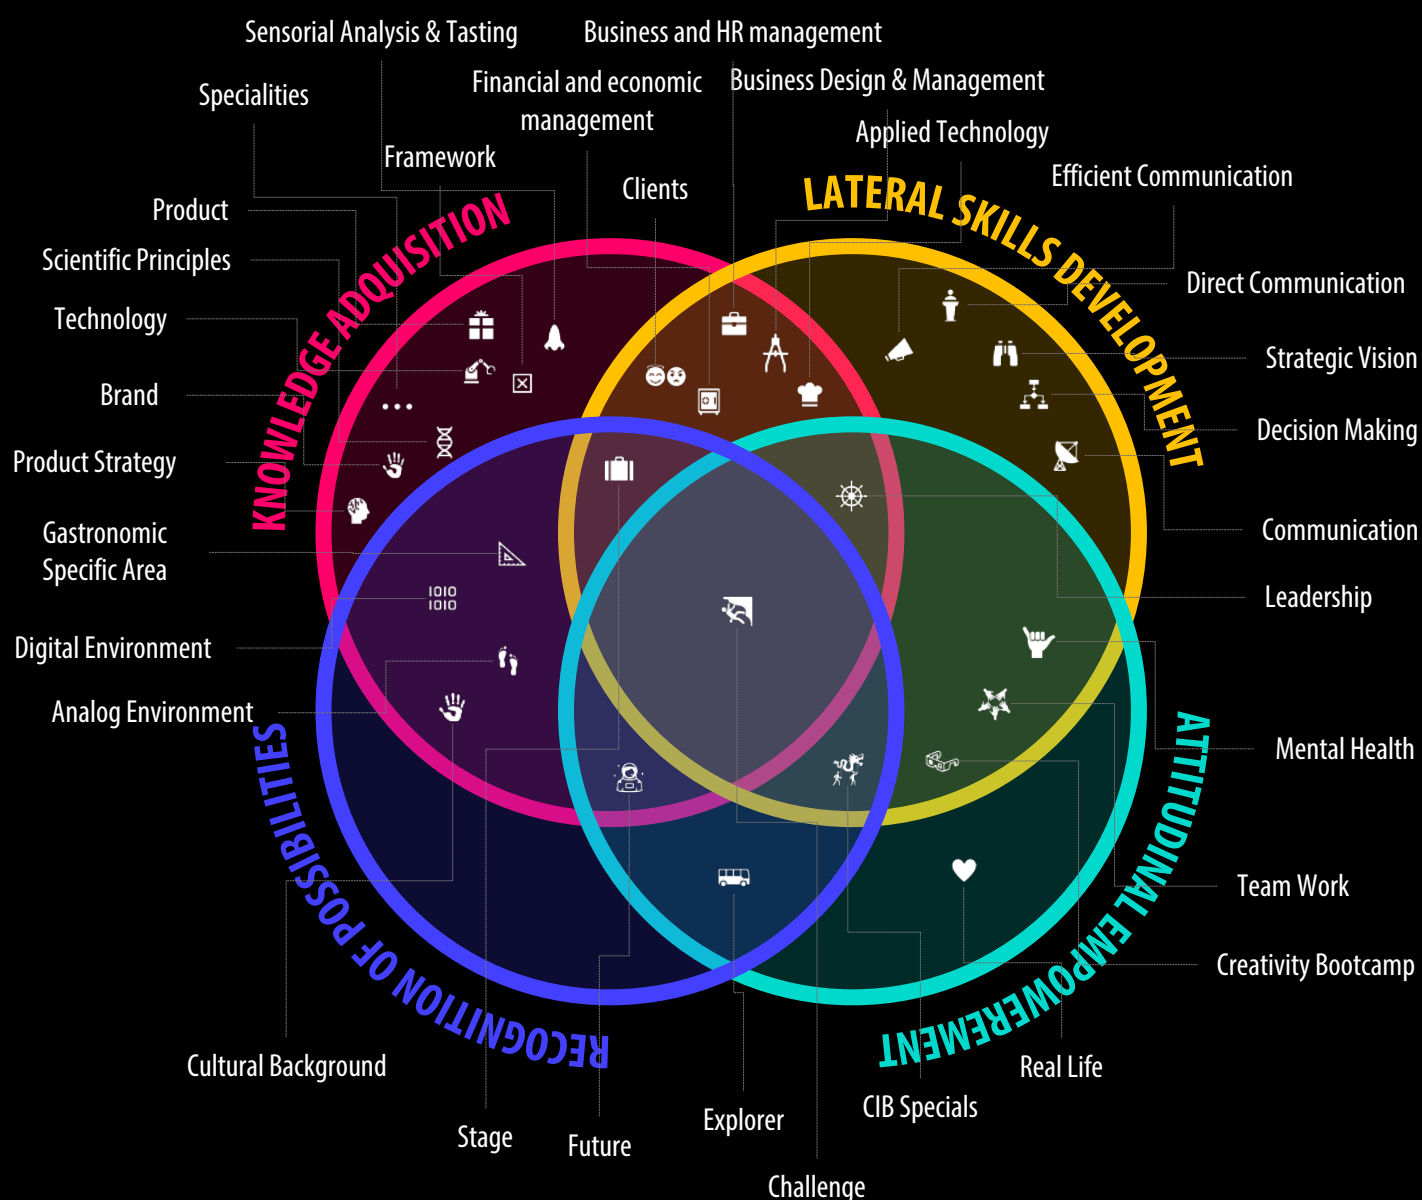 Sensorial Analysis & Tasting
Business and HR management
Specialities
Financial and economic
management
Business Design & Management
Framework
Applied Technology
Clients
Efficient Communication
Product
Scientific Principles
Technology
Brand
Product Strategy
Gastronomic
Specific Area
Digital Environment
Analog Environment
KNOWLEDGE ADQUISITION
LATERAL SKILLS DEVELOPMENT
Direct Communication
Strategic Vision
Decision Making
Communication
Leadership
1010
1010
Mental Health
Team Work
Creativity Bootcamp
RECOGNITION OF POSSIBILITIES
ATTITUDINAL EMPOWEREMENT
Cultural Background
Stage
Future
Explorer
Challenge
CIB Specials
Real Life